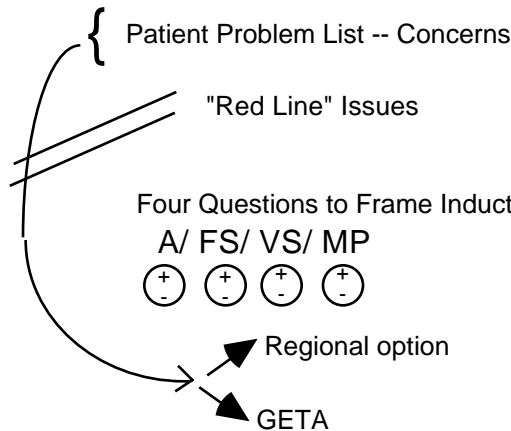 { Patient Problem List -- Concerns
"Red Line" Issues
Four Questions to Frame Induct
A/ FS/ VS/ MP
+ + + +
- - - -
Regional option
GETA